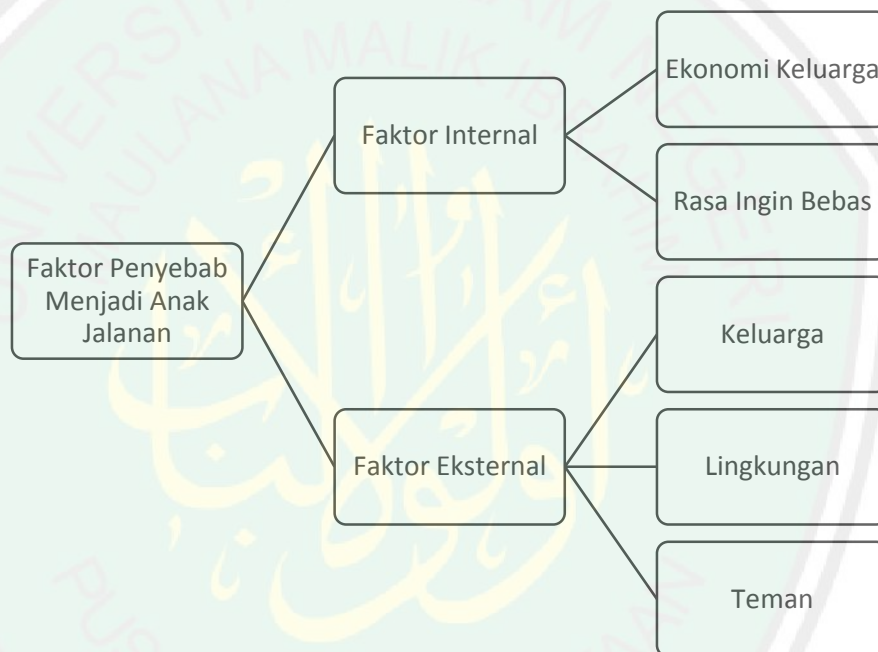 Ekonomi Keluarga
Faktor Internal
Rasa Ingin Bebas
Faktor Penyebab
Menjadi Anak
Jalanan
Keluarga
Faktor Eksternal
Lingkungan
Teman